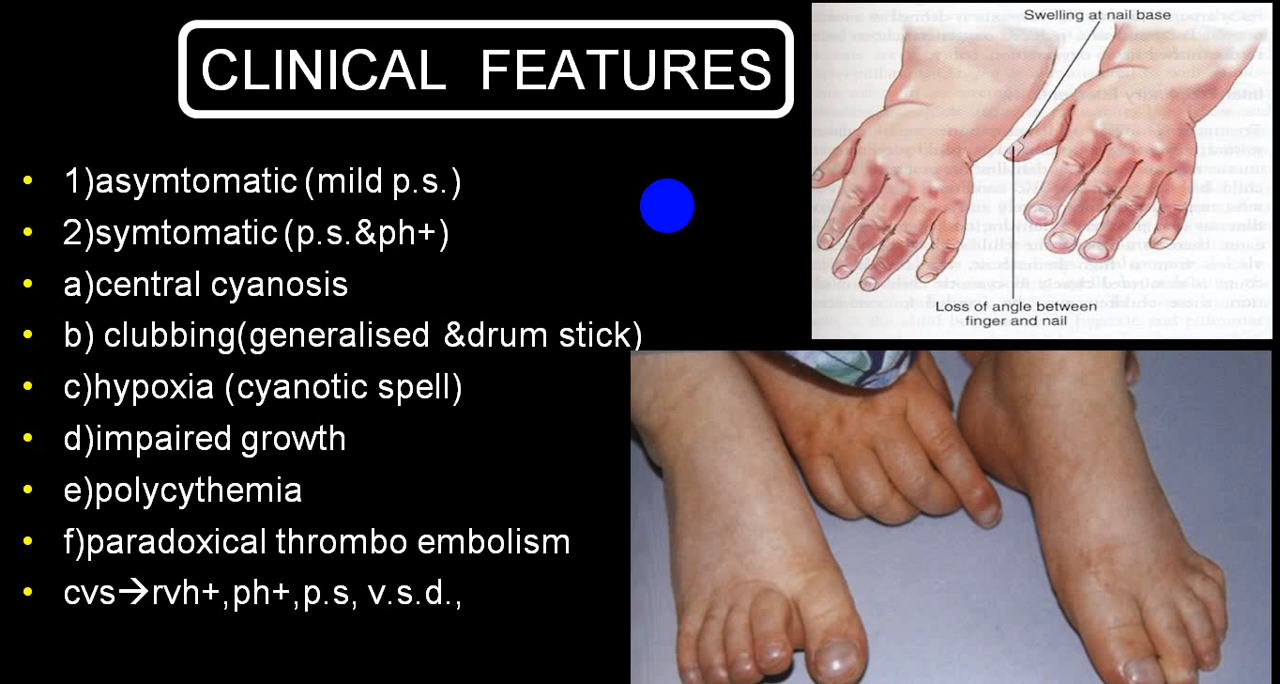 CLINICAL FEATURES
• 1)asymtomatic (mild p.s.)
• 2)symtomatic (p.s.&ph+)
• a)central cyanosis
• b) clubbing(generalised &drum stick)
• c)hypoxia (cyanotic spell)
• d)impaired growth
• e)polycythemia
• f)paradoxical thrombo embolism
• cvs→rvh+,ph+,p.s, v.s.d.,
Swelling at nail base
Loss of angle between
finger and nail